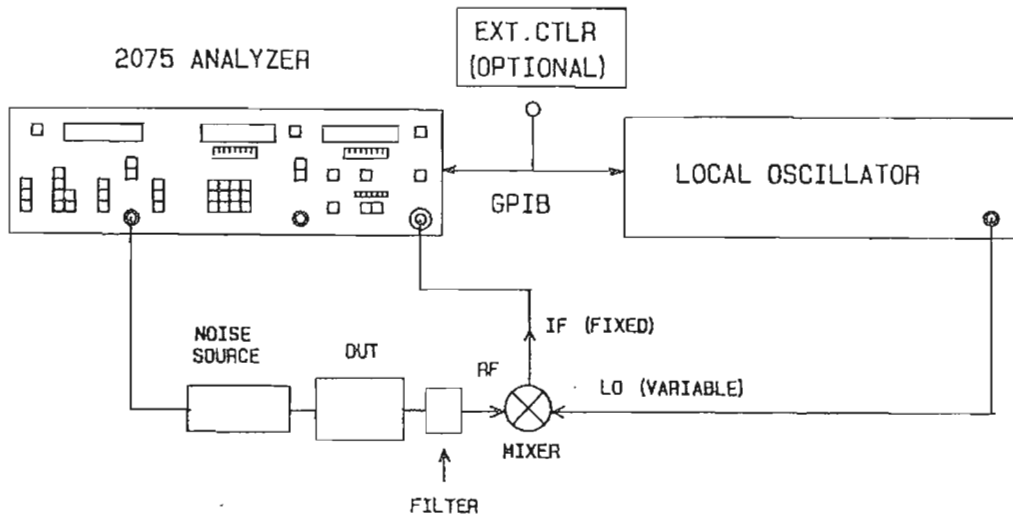 2075 ANALYZER
EXT.CTLR
(OPTIONAL)
GPIB
LOCAL OSCILLATOR
NOISE
SOURCE
DUT
RF
IF (FIXED)
LO (VARIABLE)
MIXER
FILTER